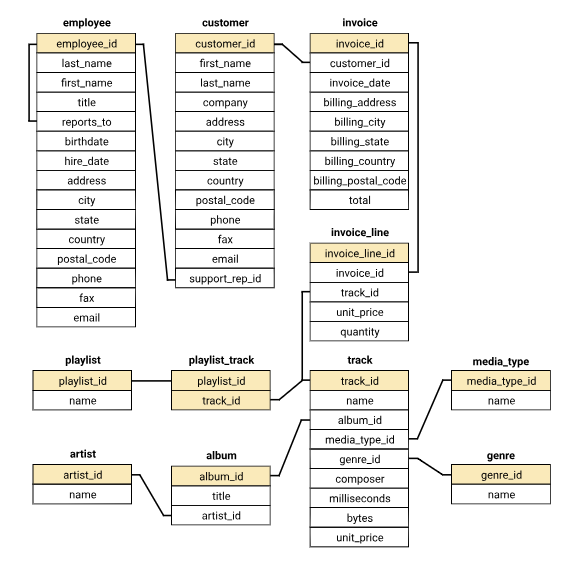 employee
employee_id
last_name
first_name
title
reports_to
birthdate
hire_date
address
city
state
country
postal_code
phone
fax
email
customer
customer_id
first_name
last_name
company
address
city
state
country
postal_code
phone
fax
email
support_rep_id
invoice
invoice_id
customer_id
invoice_date
billing_address
billing_city
billing_state
billing_country
billing_postal_code
total
invoice_line
invoice_line_id
invoice_id
track_id
unit_price
quantity
playlist
playlist_id
name
playlist_track
playlist_id
track_id
track
track_id
name
album_id
media_type_id
genre_id
composer
milliseconds
bytes
unit_price
media_type
media_type_id
name
artist
artist_id
name
album
album_id
title
artist_id
genre
genre_id
name